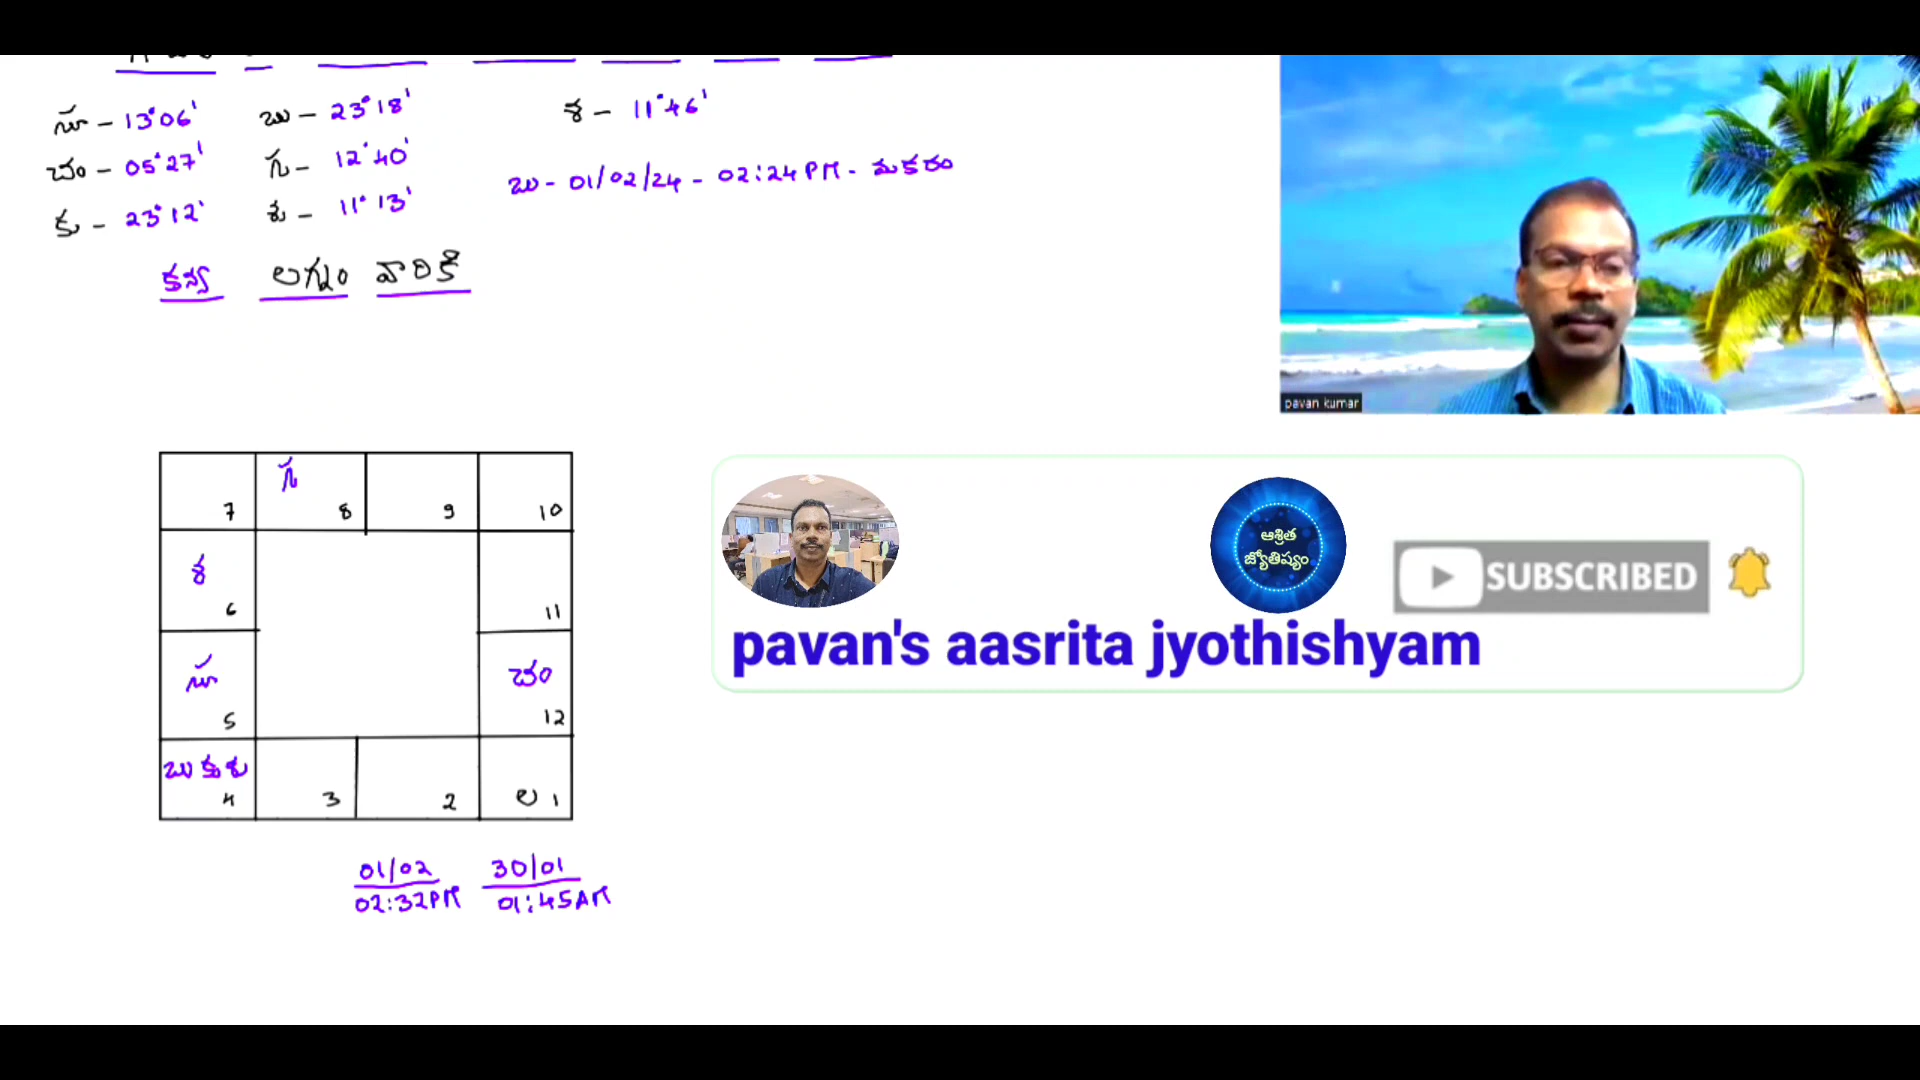 సూ - 13°06' బు - 23°18' శ - 11°46'
చం - 05°27' గు - 12°40' బు - 01/02/24 - 02:24PM - మకరం
కు - 23°12' శు - 11°13'
కన్య లగ్నం వారికి
pavan kumar
గు
7 8 9 10
శ
6 11
సూ చం
5 12
బు కు శు
4 3 2 ల 1
01/02 30/01
02:32PM 01:45AM
ఆశ్రిత
జ్యోతిష్యం
SUBSCRIBED
pavan's aasrita jyothishyam